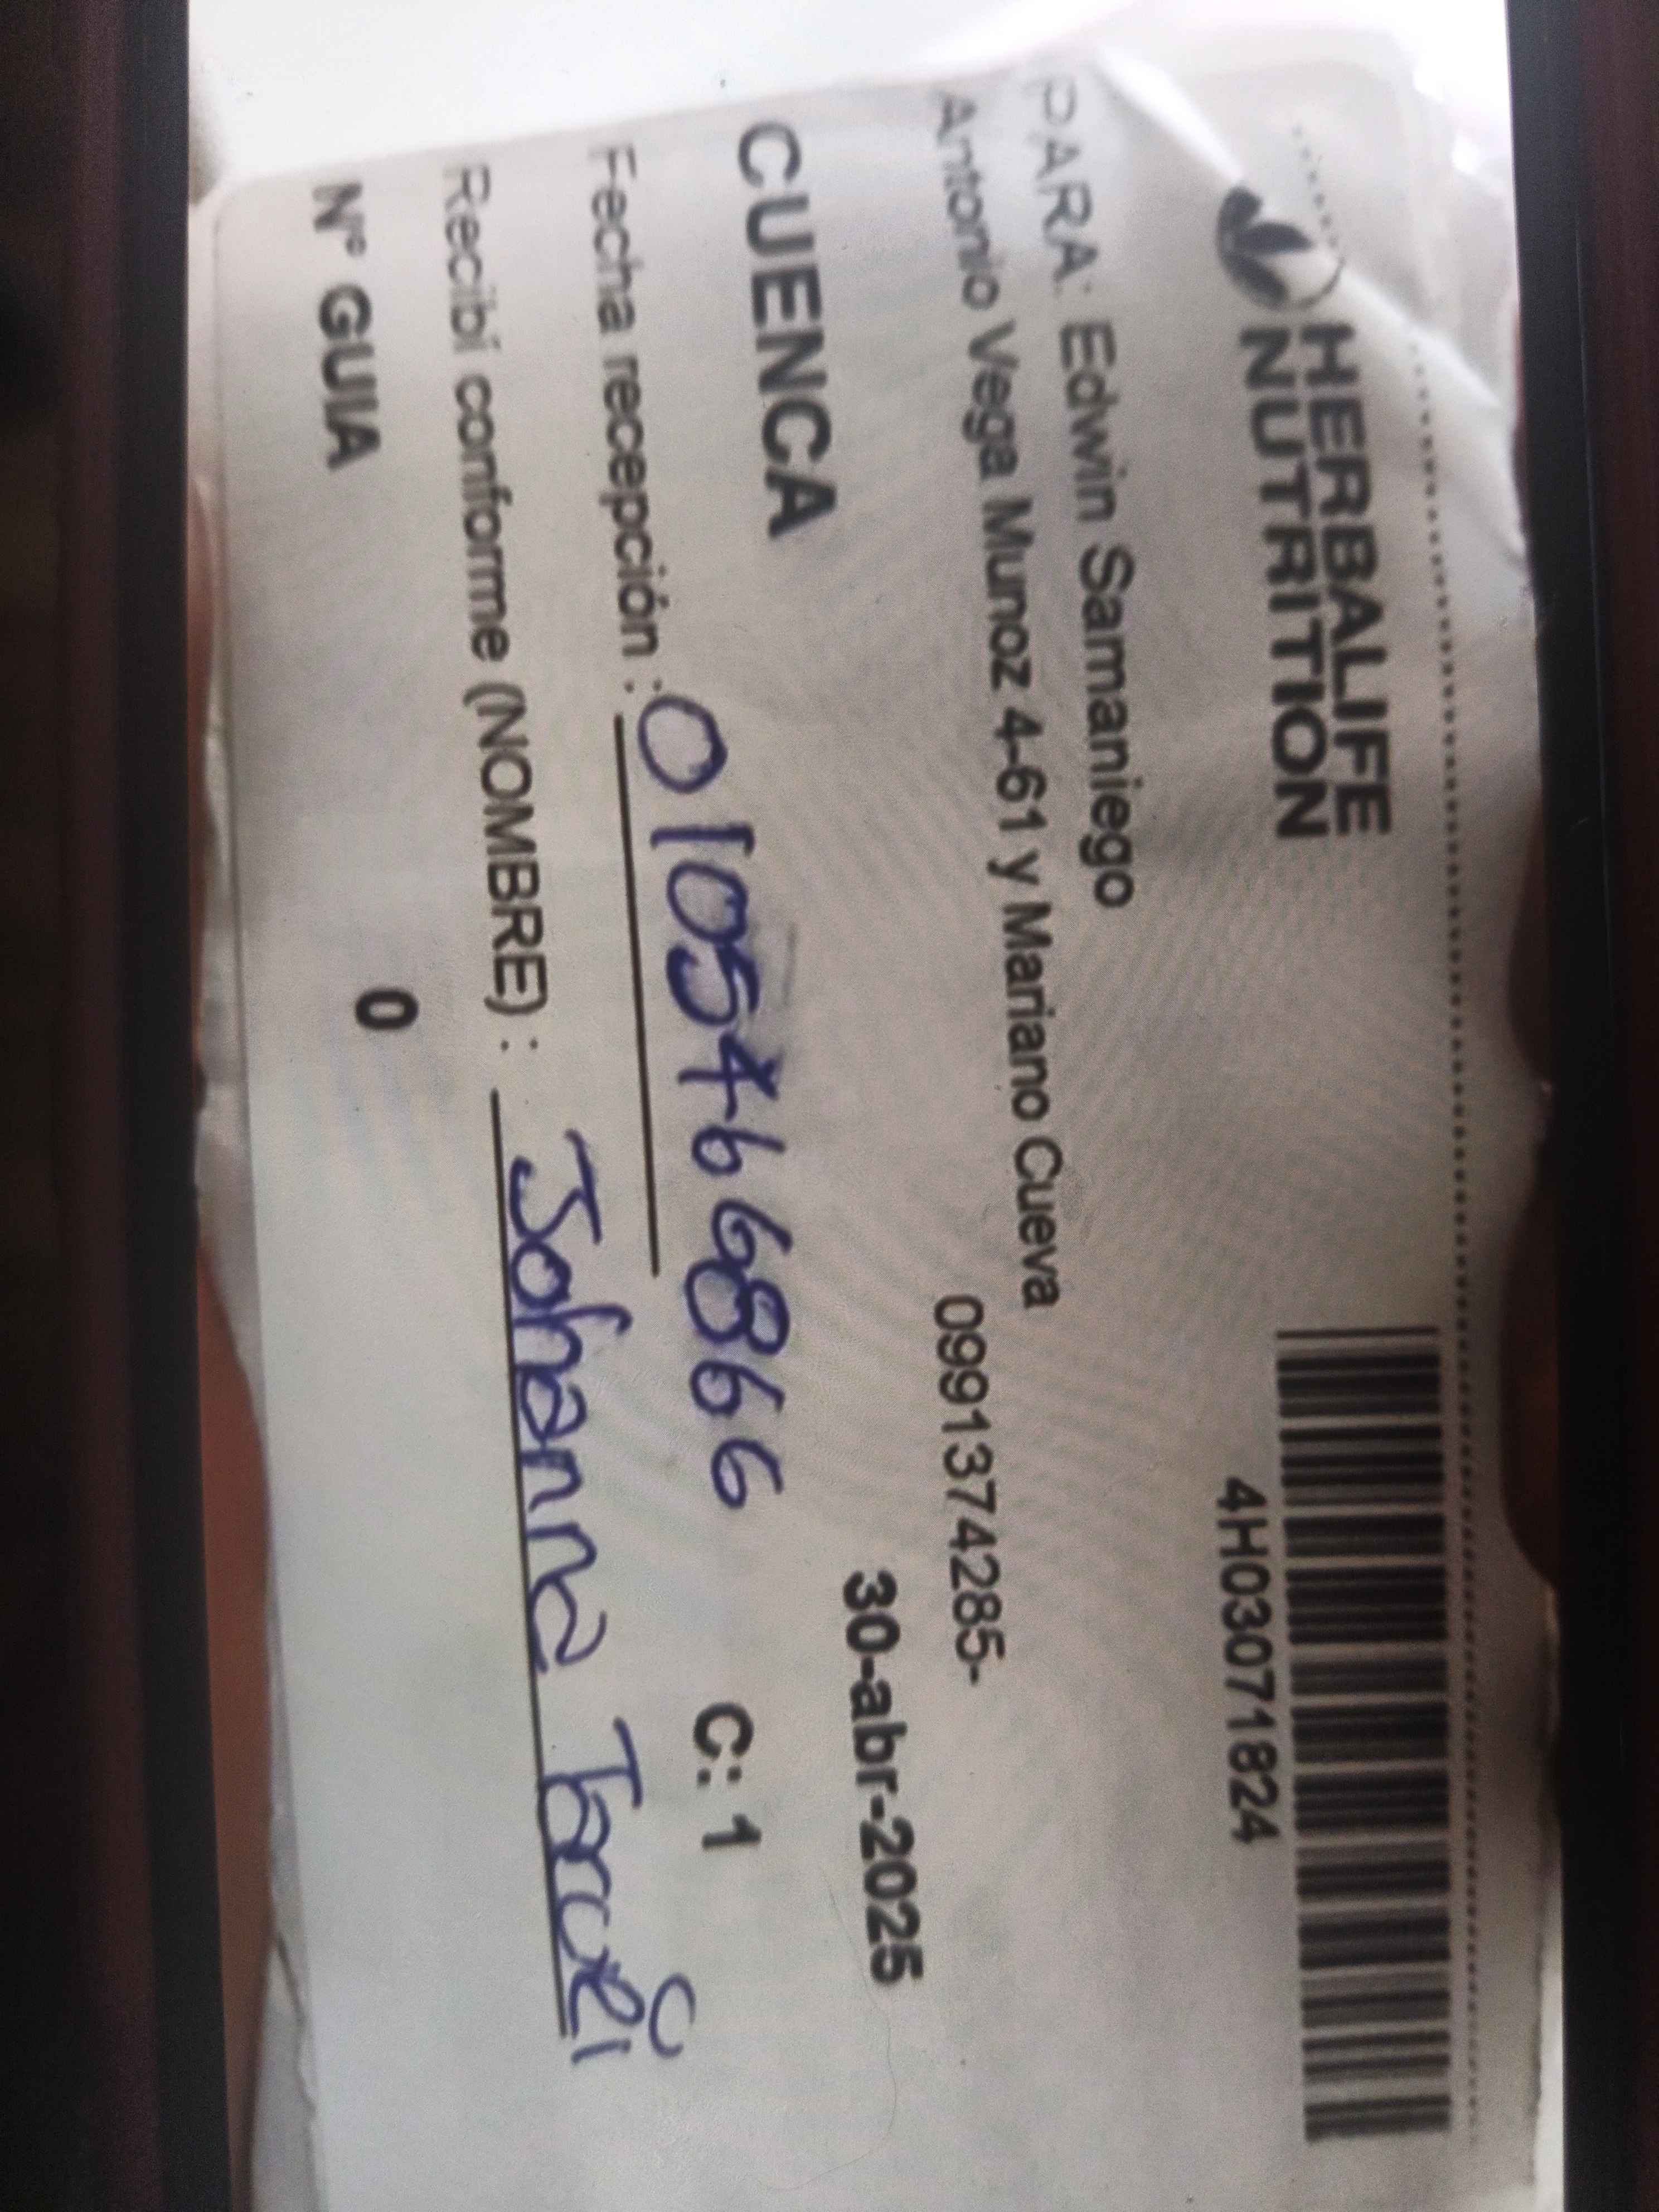 HERBALIFE
NUTRITION
4H03071824
PARA: Edwin Samaniego
Antonio Vega Munoz 4-61 y Mariano Cueva
0991374285-
30-abr-2025
CUENCA
C: 1
Fecha recepción : 0105466866
Recibí conforme (NOMBRE) : Johanna
N° GUIA 0